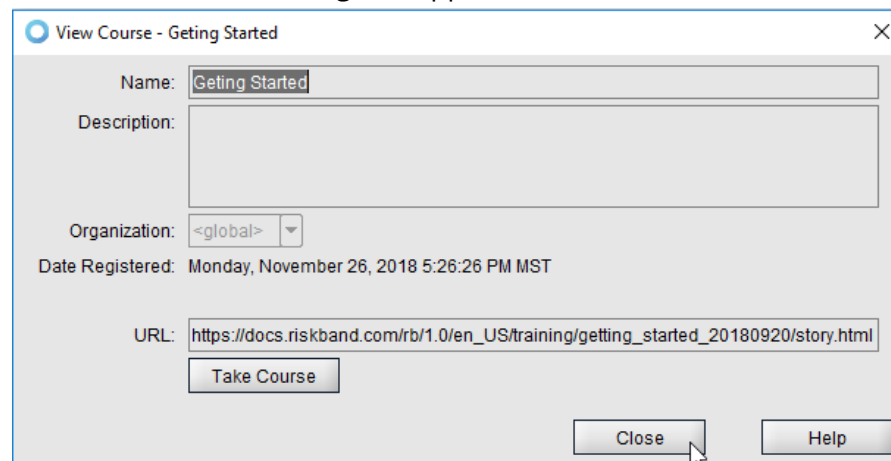 View Course - Geting Started
Name: Geting Started
Description:
Organization: <global>
Date Registered: Monday, November 26, 2018 5:26:26 PM MST
URL: https://docs.riskband.com/rb/1.0/en_US/training/getting_started_20180920/story.html
Take Course
Close Help